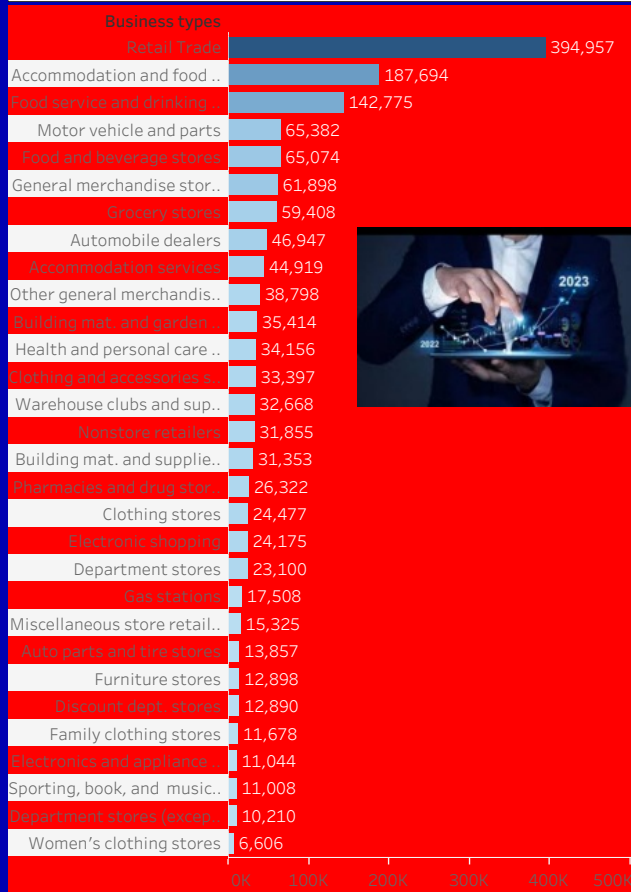 Business types
Retail Trade 394,957
Accommodation and food .. 187,694
Food service and drinking .. 142,775
Motor vehicle and parts 65,382
Food and beverage stores 65,074
General merchandise stor.. 61,898
Grocery stores 59,408
Automobile dealers 46,947
Accommodation services 44,919
Other general merchandis.. 38,798
Building mat. and garden .. 35,414
Health and personal care .. 34,156
Clothing and accessories s.. 33,397
Warehouse clubs and sup.. 32,668
Nonstore retailers 31,855
Building mat. and supplie.. 31,353
Pharmacies and drug stor.. 26,322
Clothing stores 24,477
Electronic shopping 24,175
Department stores 23,100
Gas stations 17,508
Miscellaneous store retail.. 15,325
Auto parts and tire stores 13,857
Furniture stores 12,898
Discount dept. stores 12,890
Family clothing stores 11,678
Electronics and appliance .. 11,044
Sporting, book, and music.. 11,008
Department stores (excep.. 10,210
Women's clothing stores 6,606
0K 100K 200K 300K 400K 500K
2023
2022